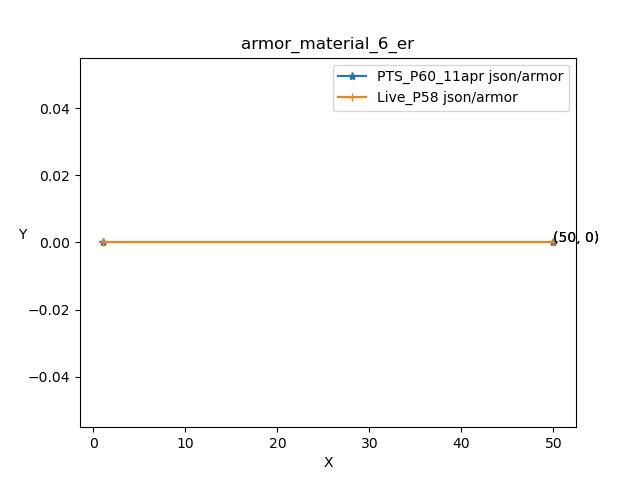 armor_material_6_er
PTS_P60_11apr json/armor
Live_P58 json/armor
0.04
0.02
0.00
−0.02
−0.04
Y
(50, 0)
0
10
20
30
40
50
X